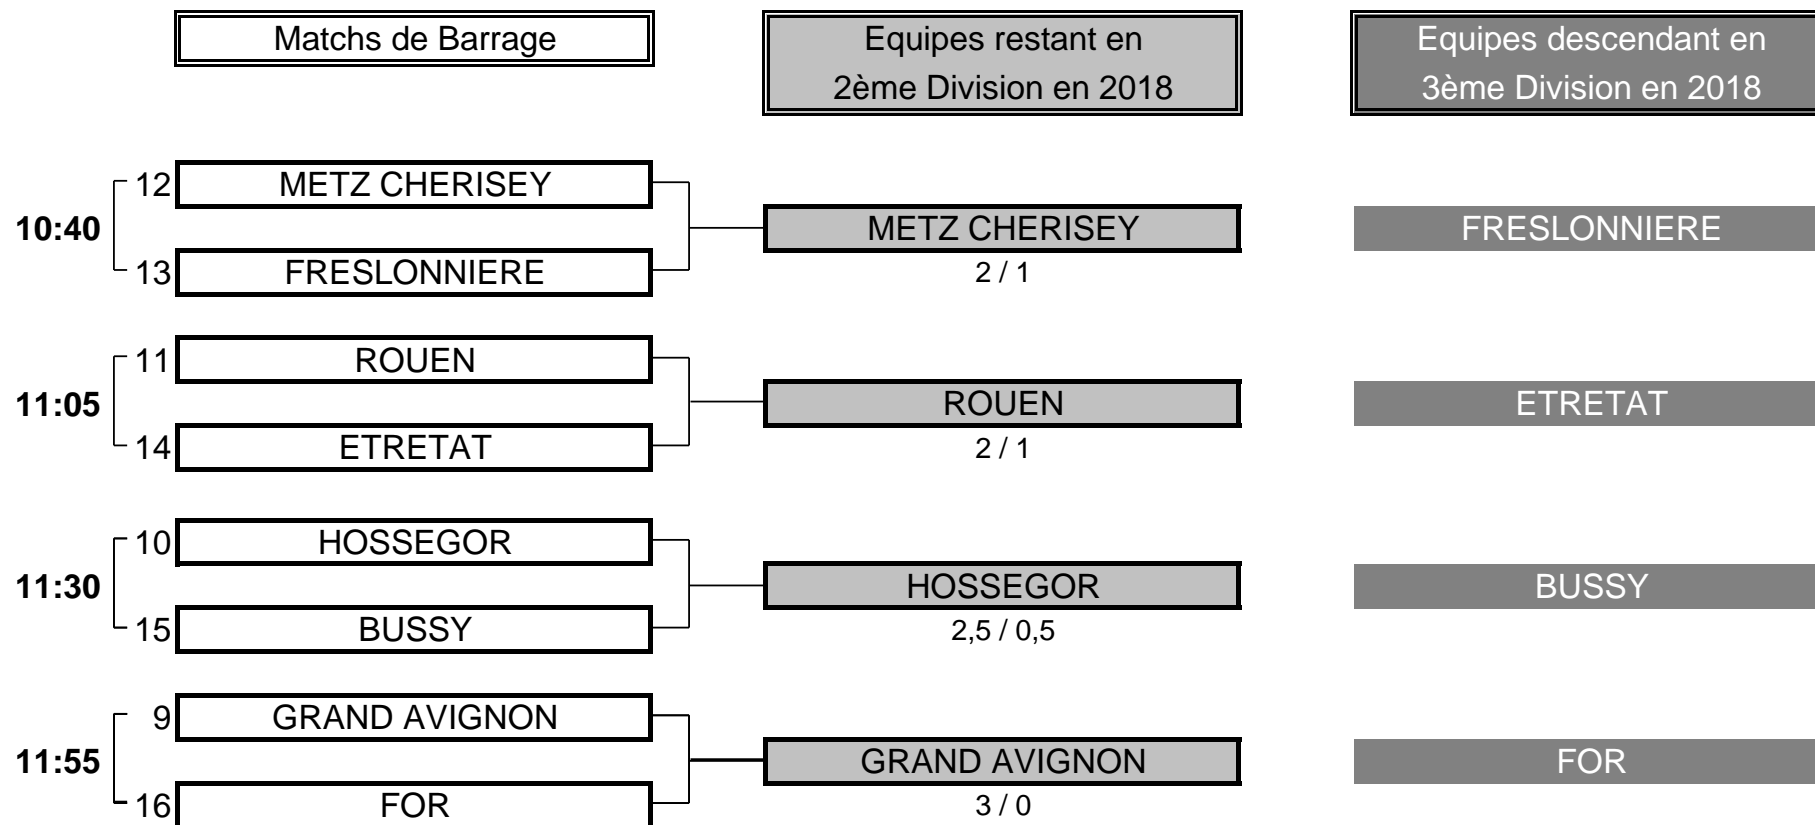 Matchs de Barrage
Equipes restant en
2ème Division en 2018
Equipes descendant en
3ème Division en 2018
12 METZ CHERISEY
10:40 METZ CHERISEY FRESLONNIERE
13 FRESLONNIERE 2 / 1
11 ROUEN
11:05 ROUEN ETRETAT
14 ETRETAT 2 / 1
10 HOSSEGOR
11:30 HOSSEGOR BUSSY
15 BUSSY 2,5 / 0,5
9 GRAND AVIGNON
11:55 GRAND AVIGNON FOR
16 FOR 3 / 0